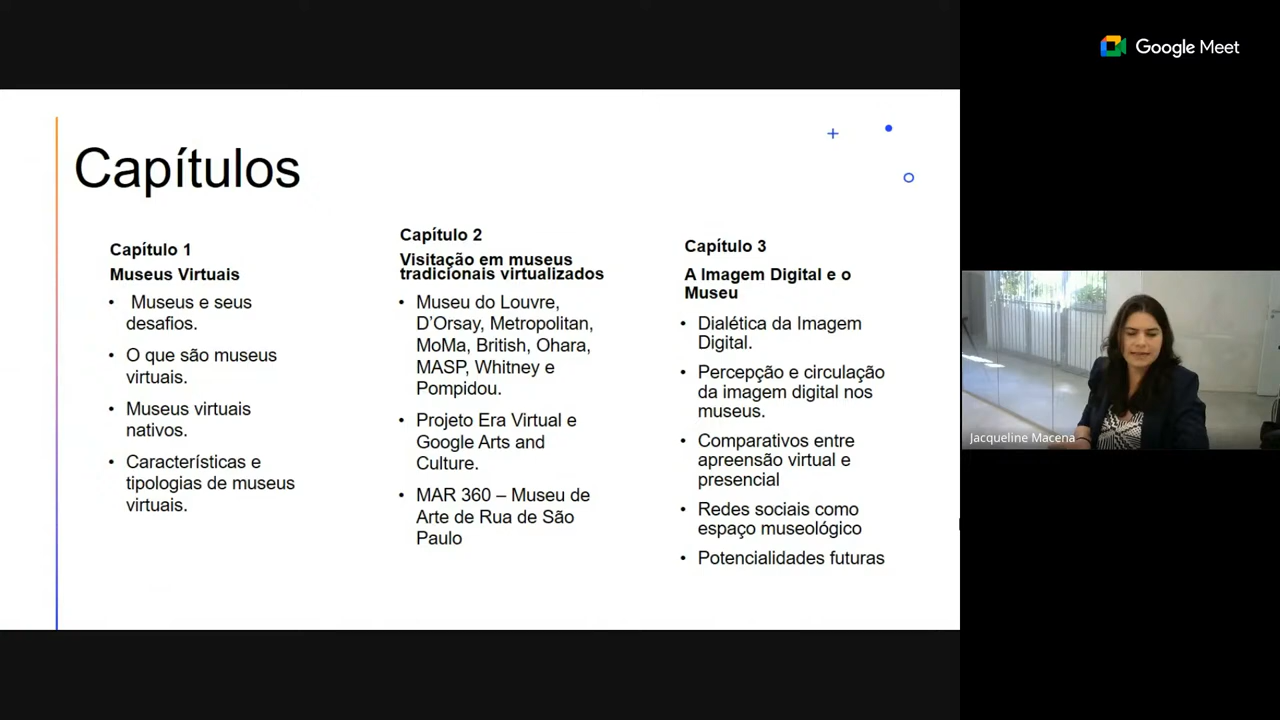 Google Meet
Capítulos
Capítulo 1
Museus Virtuais
• Museus e seus
desafios.
• O que são museus
virtuais.
• Museus virtuais
nativos.
• Características e
tipologias de museus
virtuais.
Capítulo 2
Visitação em museus
tradicionais virtualizados
• Museu do Louvre,
D’Orsay, Metropolitan,
MoMa, British, Ohara,
MASP, Whitney e
Pompidou.
• Projeto Era Virtual e
Google Arts and
Culture.
• MAR 360 – Museu de
Arte de Rua de São
Paulo
Capítulo 3
A Imagem Digital e o
Museu
• Dialética da Imagem
Digital.
• Percepção e circulação
da imagem digital nos
museus.
• Comparativos entre
apreensão virtual e
presencial
• Redes sociais como
espaço museológico
• Potencialidades futuras
Jacqueline Macena